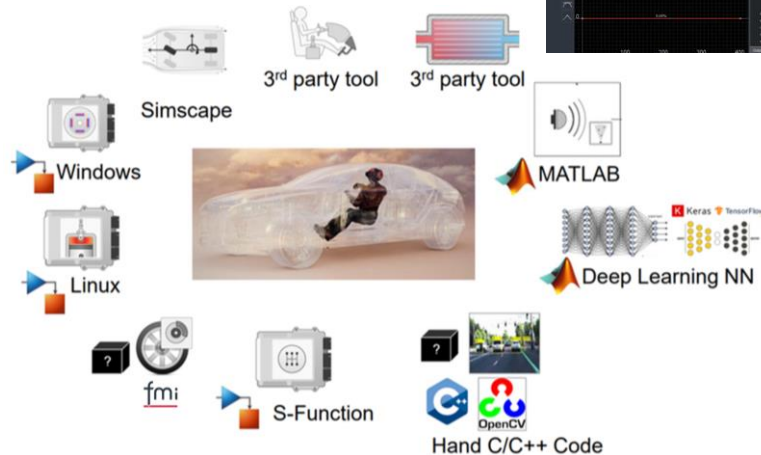 3rd party tool
3rd party tool
Simscape
Windows
MATLAB
K Keras TensorFlow
Linux
Deep Learning NN
?
?
fmi
S-Function
C++
OpenCV
Hand C/C++ Code